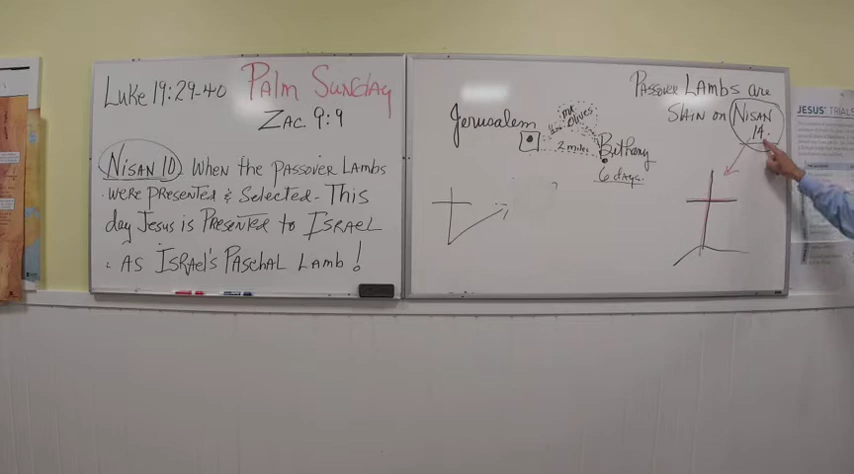 Luke 19:29-40
Palm Sunday
Zac. 9:9
Nisan 10 When the Passover Lambs
were Presented & Selected. This
day Jesus is Presented to Israel
As Israel's Paschal Lamb!
Passover Lambs are
Slain on Nisan
14.
Jerusalem
mt
Olives
2 miles
Bethany
6 days.
JESUS' TRIALS